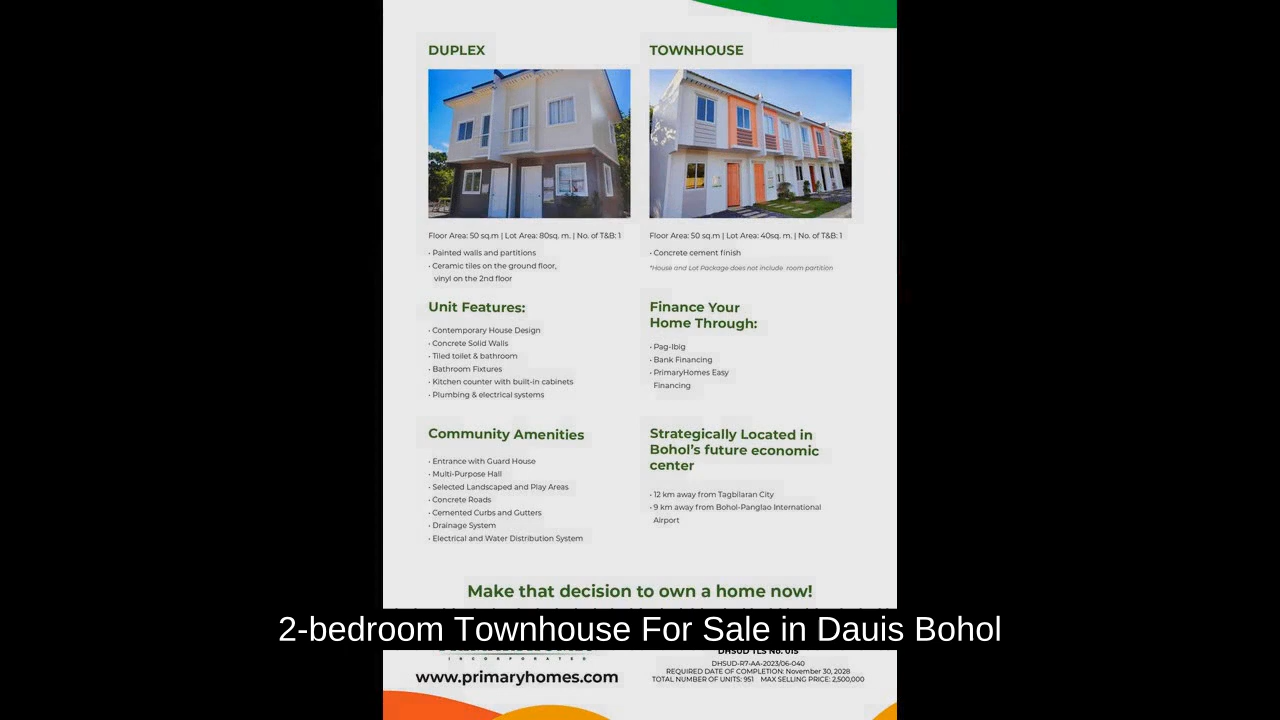 DUPLEX
Floor Area: 50 sq.m | Lot Area: 80sq. m. | No. of T&B: 1
• Painted walls and partitions
• Ceramic tiles on the ground floor,
vinyl on the 2nd floor
TOWNHOUSE
Floor Area: 50 sq.m | Lot Area: 40sq. m. | No. of T&B: 1
• Concrete cement finish
*House and Lot Package does not include room partition
Unit Features:
• Contemporary House Design
• Concrete Solid Walls
• Tiled toilet & bathroom
• Bathroom Fixtures
• Kitchen counter with built-in cabinets
• Plumbing & electrical systems
Finance Your
Home Through:
• Pag-Ibig
• Bank Financing
• PrimaryHomes Easy
Financing
Community Amenities
• Entrance with Guard House
• Multi-Purpose Hall
• Selected Landscaped and Play Areas
• Concrete Roads
• Cemented Curbs and Gutters
• Drainage System
• Electrical and Water Distribution System
Strategically Located in
Bohol's future economic
center
• 12 km away from Tagbilaran City
• 9 km away from Bohol-Panglao International
Airport
Make that decision to own a home now!
2-bedroom Townhouse For Sale in Dauis Bohol
INCORPORATED
www.primaryhomes.com
DHSUD TLS No. 015
DHSUD-R7-AA-2023/06-040
REQUIRED DATE OF COMPLETION: November 30, 2028
TOTAL NUMBER OF UNITS: 951 MAX SELLING PRICE: 2,500,000